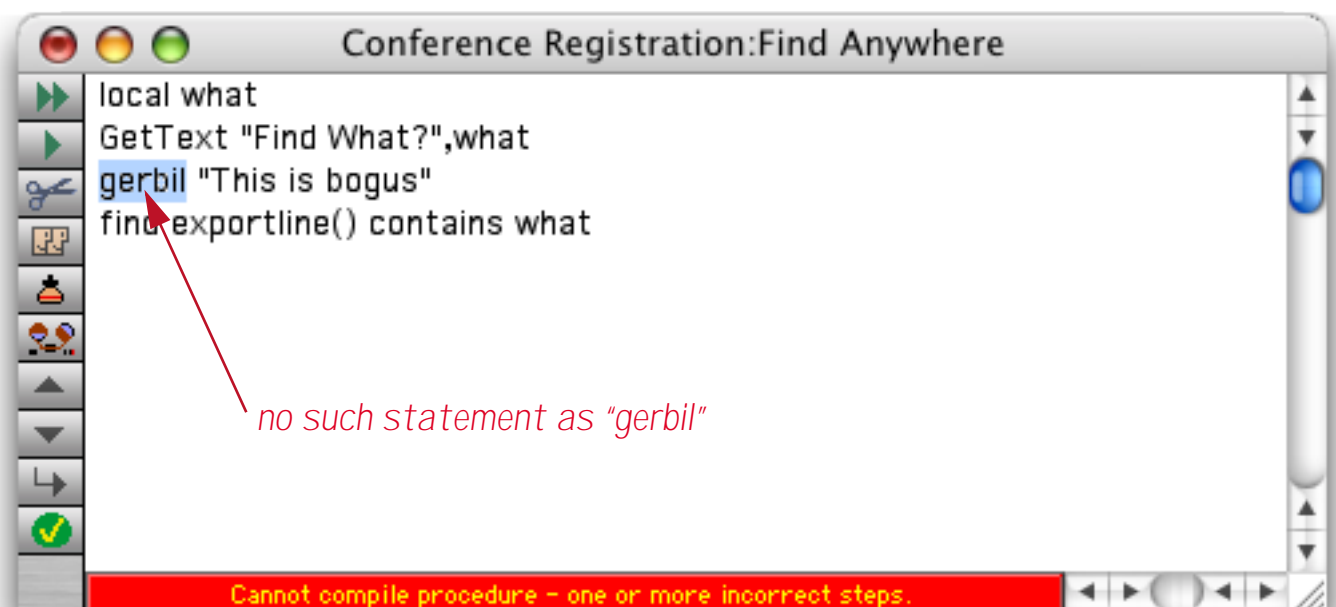 Conference Registration:Find Anywhere
local what
GetText "Find What?",what
gerbil "This is bogus"
find exportline() contains what
no such statement as “gerbil”
Cannot compile procedure – one or more incorrect steps.